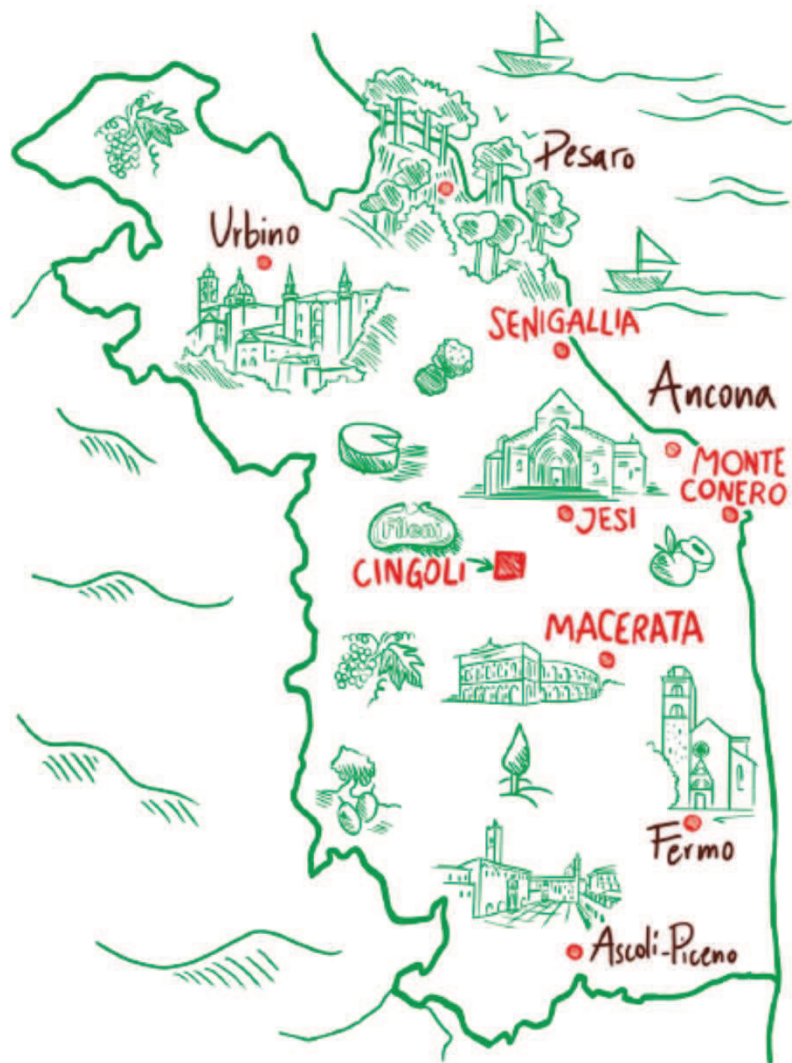 Pesaro
Urbino
SENIGALLIA
Ancona
MONTE
CONERO
JESI
Fileni
CINGOLI
MACERATA
Fermo
Ascoli-Piceno